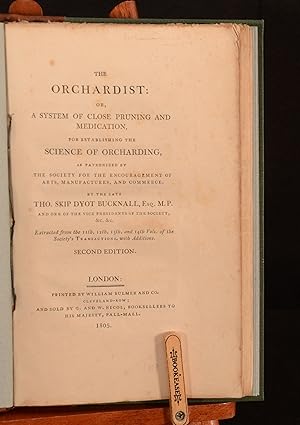 THE
ORCHARDIST:
OR,
A SYSTEM OF CLOSE PRUNING AND
MEDICATION,
FOR ESTABLISHING THE
SCIENCE OF ORCHARDING,
AS PATRONISED BY
THE SOCIETY FOR THE ENCOURAGEMENT OF
ARTS, MANUFACTURES, AND COMMERCE.
BY THE LATE
THO. SKIP DYOT BUCKNALL, ESQ. M.P.
AND ONE OF THE VICE PRESIDENTS OF THE SOCIETY,
&c. &c.
Extracted from the 11th, 12th, 13th, and 14th Vols. of the
Society's TRANSACTIONS, with Additions.
SECOND EDITION.
LONDON:
PRINTED BY WILLIAM BULMER AND CO.
CLEVELAND-ROW;
AND SOLD BY G. AND W. NICOL, BOOKSELLERS TO
HIS MAJESTY, PALL-MALL.
1805.